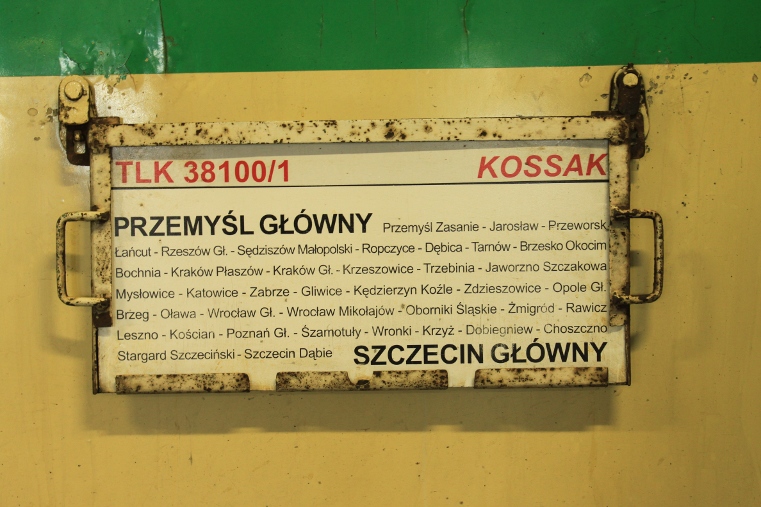 TLK 38100/1 KOSSAK
PRZEMYŚL GŁÓWNY Przemyśl Zasanie - Jarosław - Przeworsk
Łańcut - Rzeszów Gł. - Sędziszów Małopolski - Ropczyce - Dębica - Tarnów - Brzesko Okocim
Bochnia - Kraków Płaszów - Kraków Gł. - Krzeszowice - Trzebinia - Jaworzno Szczakowa
Mysłowice - Katowice - Zabrze - Gliwice - Kędzierzyn Koźle - Zdzieszowice - Opole Gł.
Brzeg - Oława - Wrocław Gł. - Wrocław Mikołajów - Oborniki Śląskie - Żmigród - Rawicz
Leszno - Kościan - Poznań Gł. - Szamotuły - Wronki - Krzyż - Dobiegniew - Choszczno
Stargard Szczeciński - Szczecin Dąbie SZCZECIN GŁÓWNY